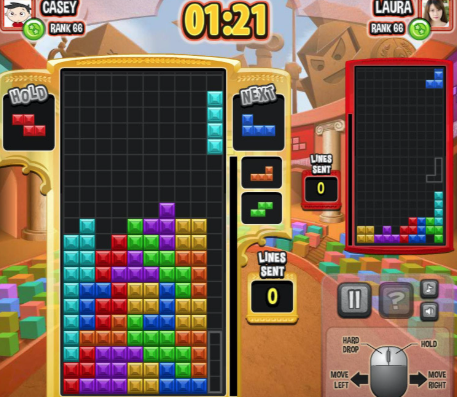 CASEY
RANK 66
01:21
LAURA
RANK 66
HOLD
NEXT
LINES
SENT
0
LINES
SENT
0
HARD
DROP
HOLD
MOVE
LEFT
MOVE
RIGHT
?